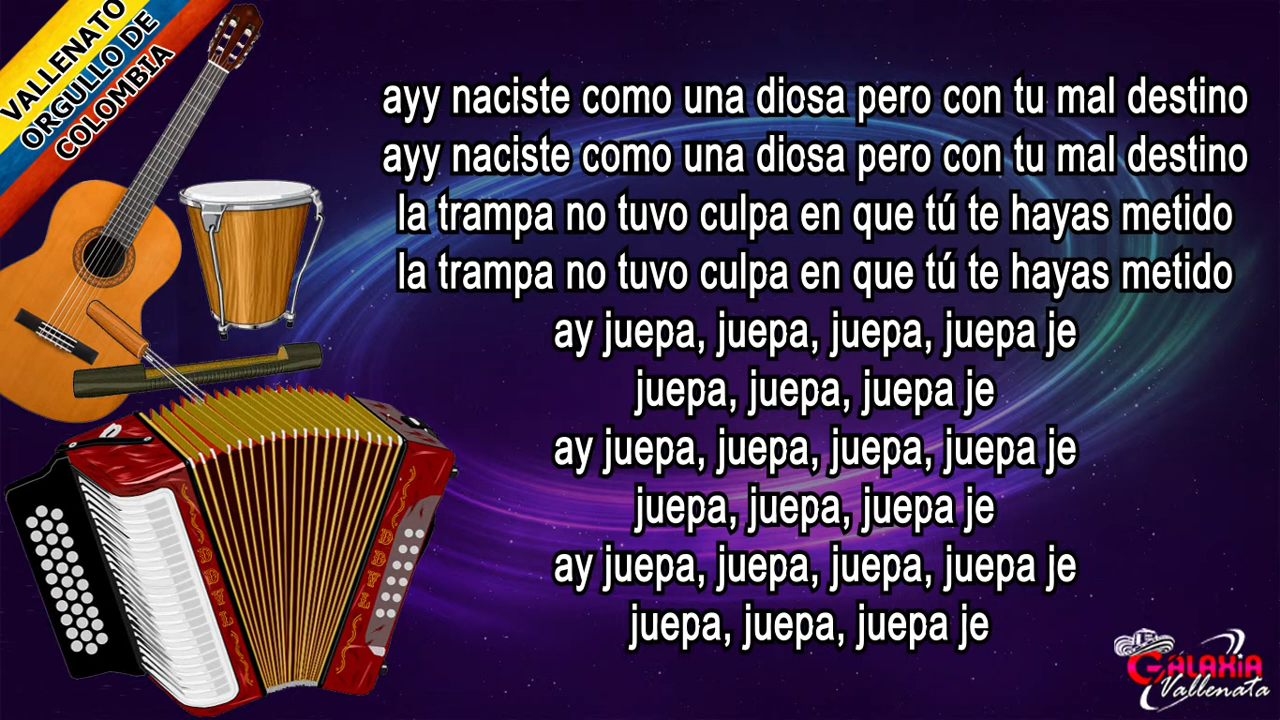 VALLENATO
ORGULLO DE
COLOMBIA
ayy naciste como una diosa pero con tu mal destino
ayy naciste como una diosa pero con tu mal destino
la trampa no tuvo culpa en que tú te hayas metido
la trampa no tuvo culpa en que tú te hayas metido
ay juepa, juepa, juepa, juepa je
juepa, juepa, juepa je
ay juepa, juepa, juepa, juepa je
juepa, juepa, juepa je
ay juepa, juepa, juepa, juepa je
juepa, juepa, juepa je
GALAXIA
Vallenata